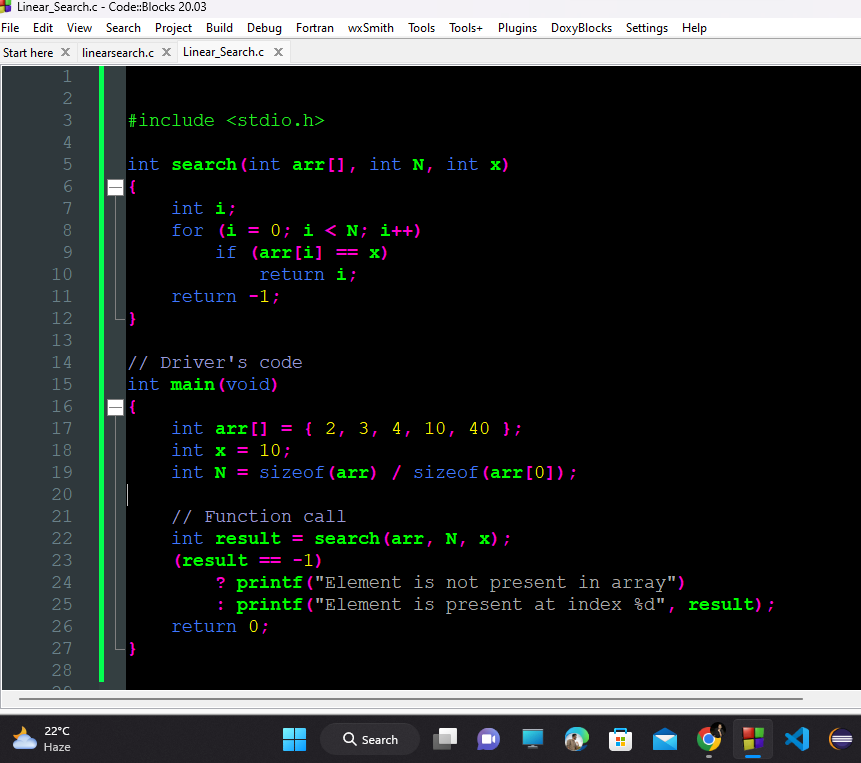 Linear_Search.c - Code::Blocks 20.03
File Edit View Search Project Build Debug Fortran wxSmith Tools Tools+ Plugins DoxyBlocks Settings Help
Start here linearsearch.c Linear_Search.c
1
2
3 #include <stdio.h>
4
5 int search(int arr[], int N, int x)
6 {
7 int i;
8 for (i = 0; i < N; i++)
9 if (arr[i] == x)
10 return i;
11 return -1;
12 }
13
14 // Driver's code
15 int main(void)
16 {
17 int arr[] = { 2, 3, 4, 10, 40 };
18 int x = 10;
19 int N = sizeof(arr) / sizeof(arr[0]);
20
21 // Function call
22 int result = search(arr, N, x);
23 (result == -1)
24 ? printf("Element is not present in array")
25 : printf("Element is present at index %d", result);
26 return 0;
27 }
28
22°C
Haze
Search